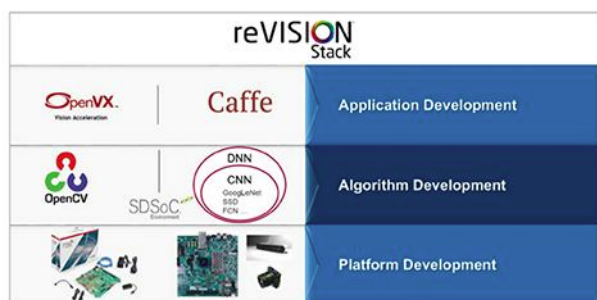 reVISION
Stack
OpenVX™
Vision Acceleration
Caffe
Application Development
OpenCV
SDSoC
Environment
DNN
CNN
GoogLeNet
SSD
FCN ...
Algorithm Development
Platform Development